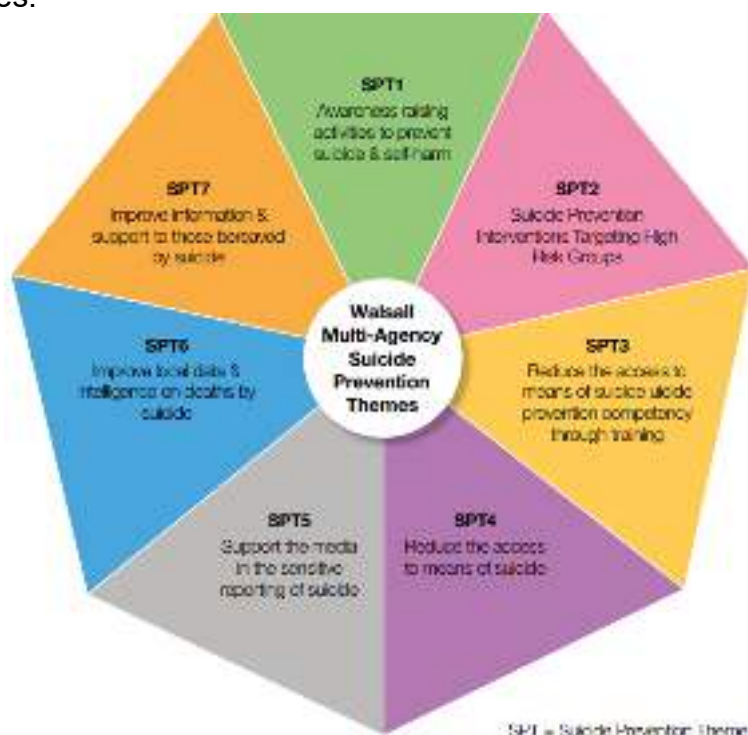 es.
SPT1
Awareness raising
activities to prevent
suicide & self-harm
SPT2
Suicide Prevention
Interventions Targeting High
Risk Groups
SPT3
Reduce the access to
means of suicide uicide
prevention competency
through training
SPT4
Reduce the access
to means of suicide
SPT5
Support the media
in the sensitive
reporting of suicide
SPT6
Improve local data &
intelligence on deaths by
suicide
SPT7
Improve information &
support to those bereaved
by suicide
Walsall
Multi-Agency
Suicide
Prevention
Themes
SPT = Suicide Prevention Theme